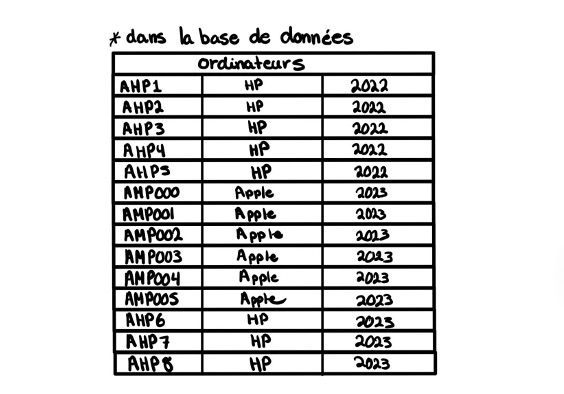 * dans la base de données
Ordinateurs
AHP1 HP 2022
AHP2 HP 2022
AHP3 HP 2022
AHP4 HP 2022
AHP5 HP 2022
AMP000 Apple 2023
AMP001 Apple 2023
AMP002 Apple 2023
AMP003 Apple 2023
AMP004 Apple 2023
AMP005 Apple 2023
AHP6 HP 2023
AHP7 HP 2023
AHP8 HP 2023